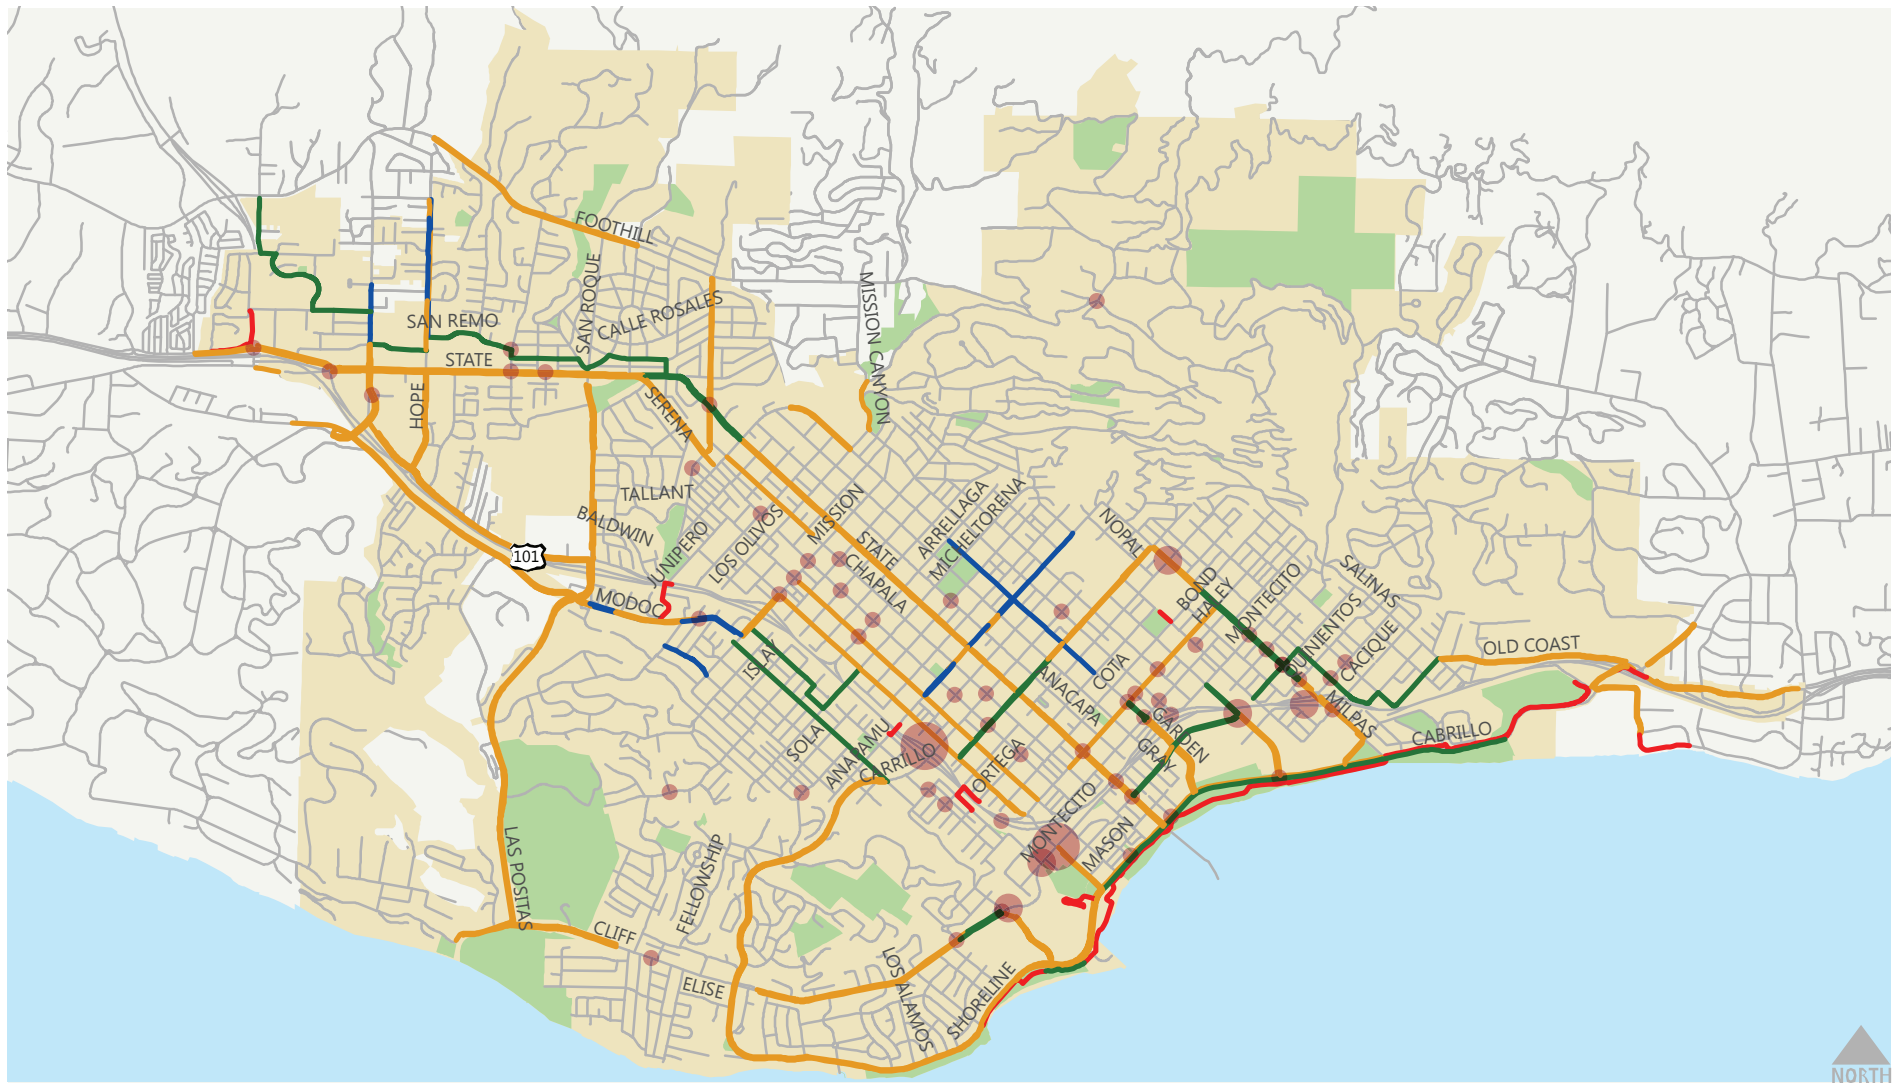 FOOTHILL
SAN ROQUE
CALLE ROSALES
MISSION CANYON
SAN REMO
STATE
HOPE
SERENA
TALLANT
BALDWIN
101
JUNIPERO
LOS OLIVOS
MISSION
STATE
CHAPALA
ARRELLAGA
MICHELTORENA
NOPAL
MODOC
BOND
HALEY
MONTECITO
SALINAS
QUINIENTOS
CACIQUE
OLD COAST
ISLAY
COTA
ANACAPA
SOLA
ANAPAMU
CARRILLO
ORTEGA
GARDEN
GRAY
MILPAS
CABRILLO
MONTECITO
MASON
LAS POSITAS
FELLOWSHIP
CLIFF
ELISE
LOS ALAMOS
SHORELINE
NORTH